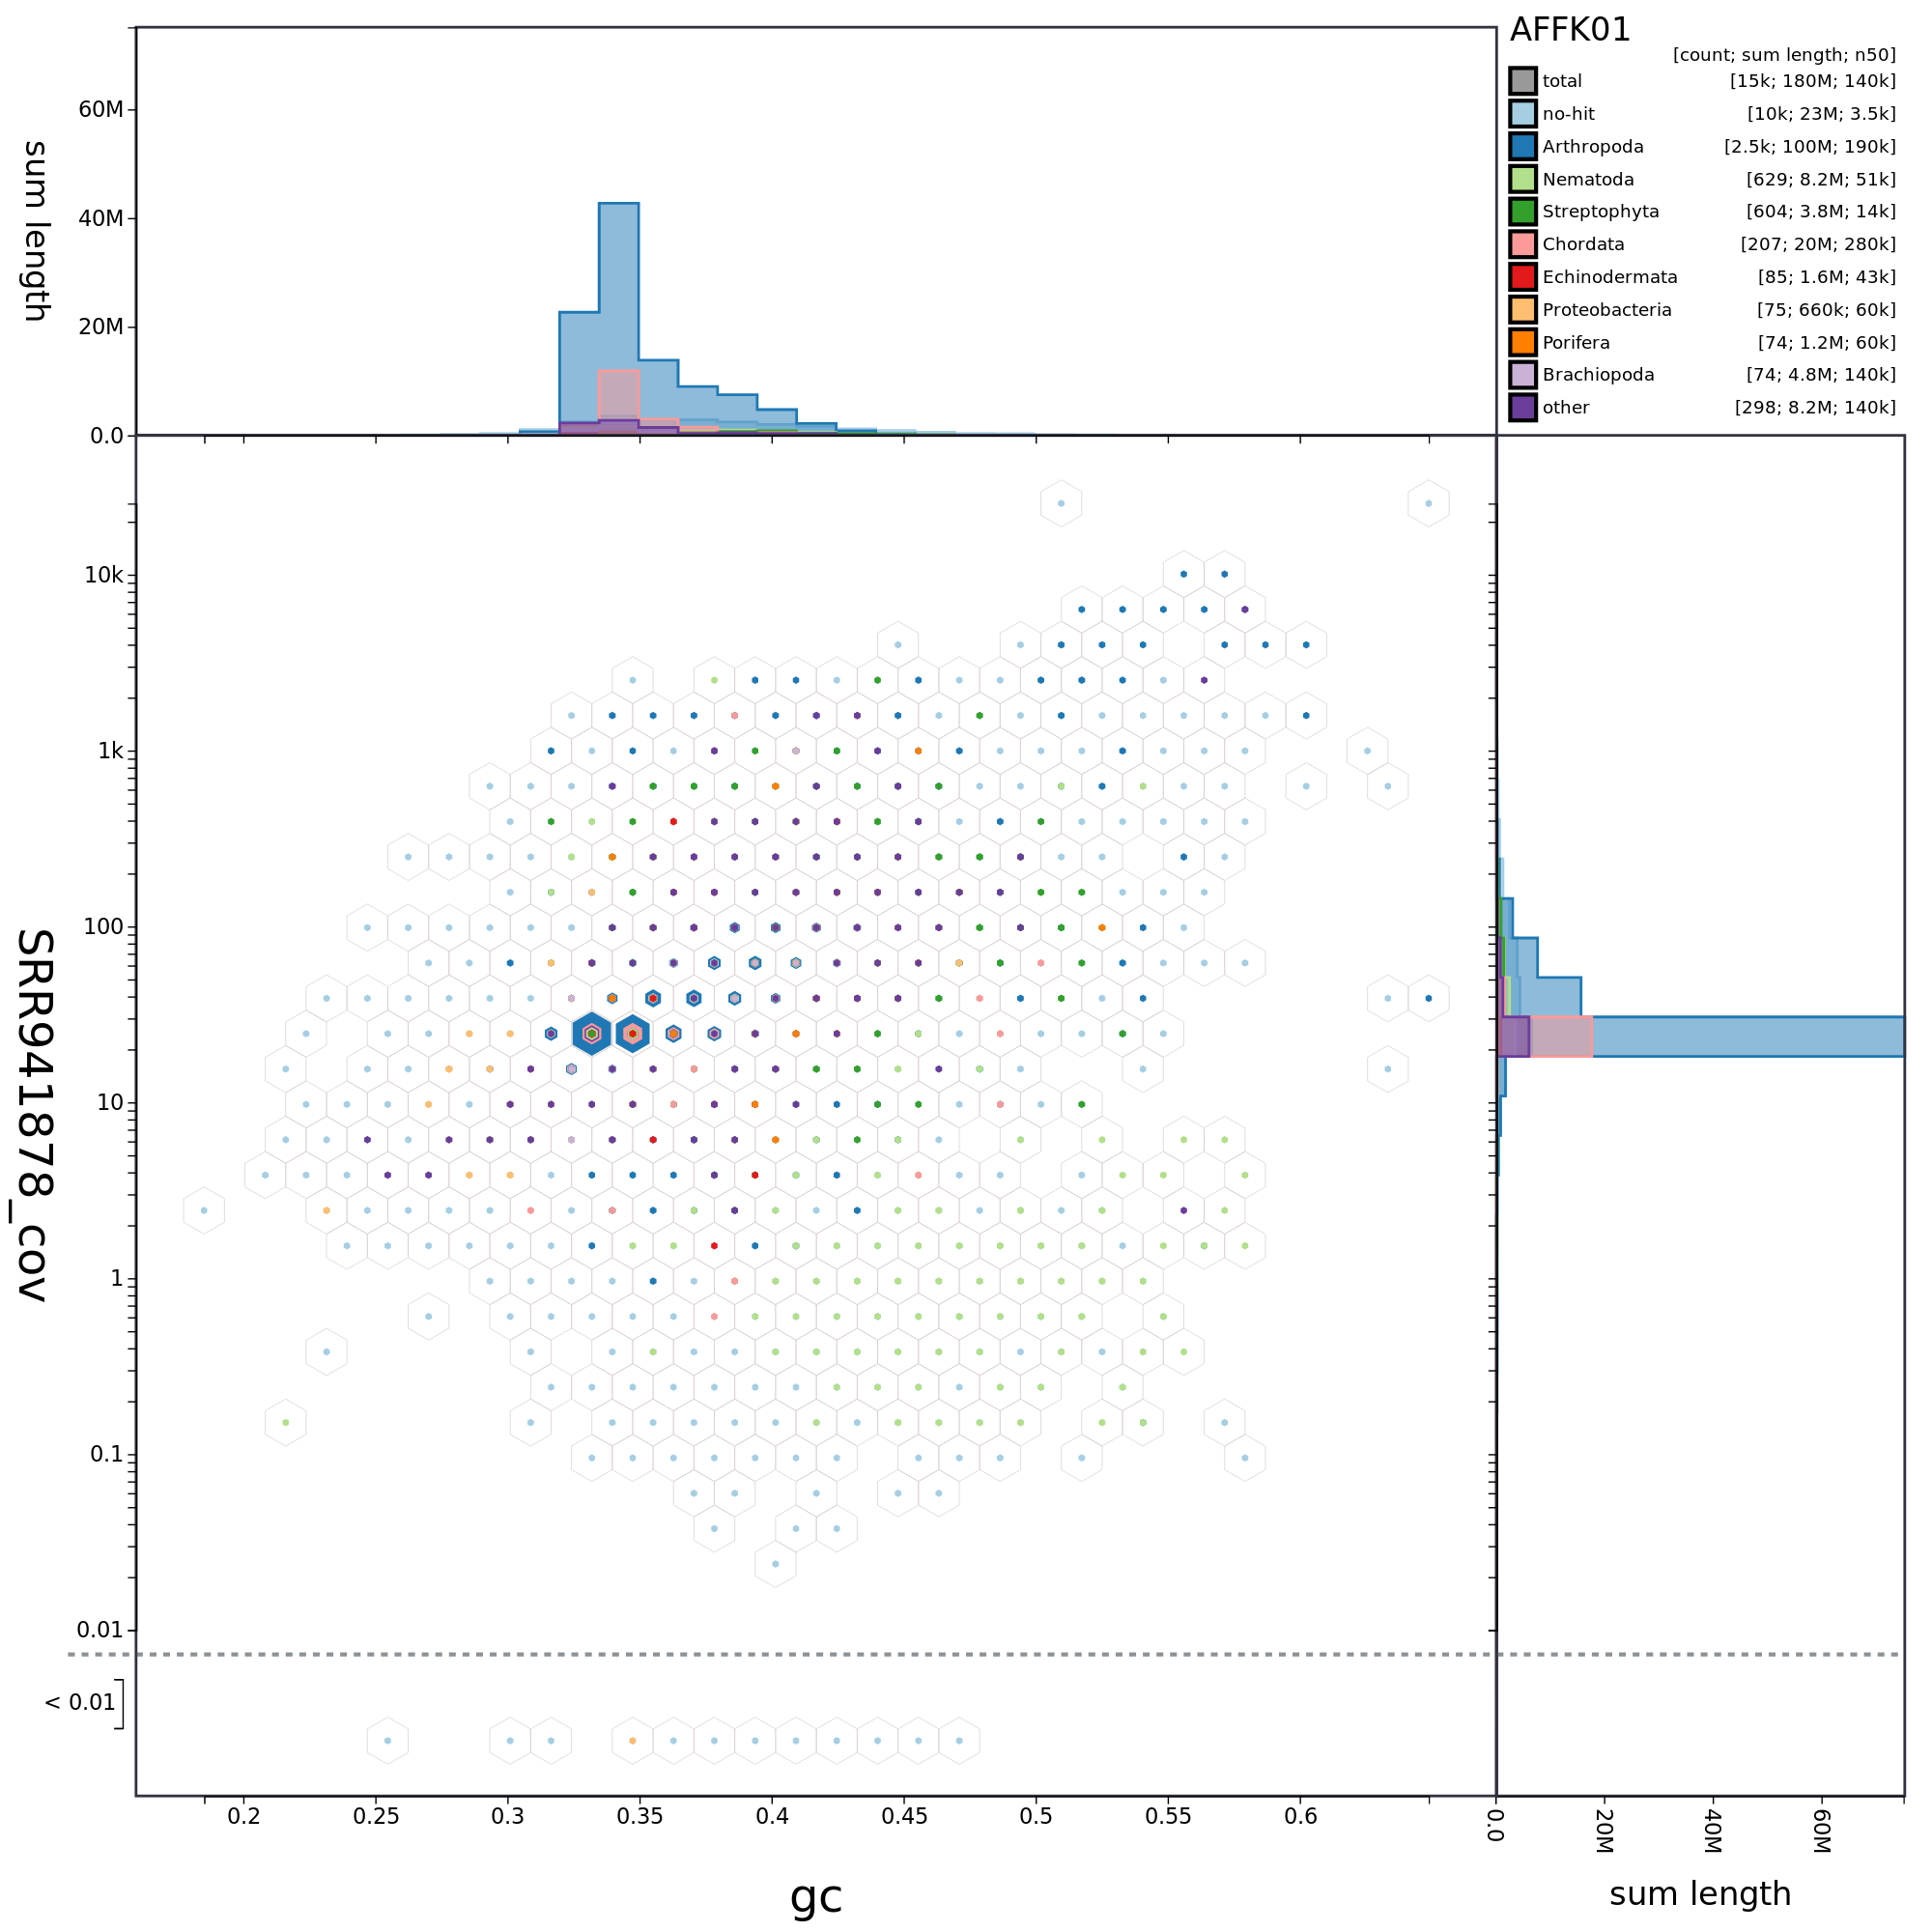 AFFK01
[count; sum length; n50]
total [15k; 180M; 140k]
no-hit [10k; 23M; 3.5k]
Arthropoda [2.5k; 100M; 190k]
Nematoda [629; 8.2M; 51k]
Streptophyta [604; 3.8M; 14k]
Chordata [207; 20M; 280k]
Echinodermata [85; 1.6M; 43k]
Proteobacteria [75; 660k; 60k]
Porifera [74; 1.2M; 60k]
Brachiopoda [74; 4.8M; 140k]
other [298; 8.2M; 140k]
sum length
60M
40M
20M
0.0
SRR941878_cov
10k
1k
100
10
1
0.1
0.01
< 0.01
0.2 0.25 0.3 0.35 0.4 0.45 0.5 0.55 0.6
gc
0.0 20M 40M 60M
sum length